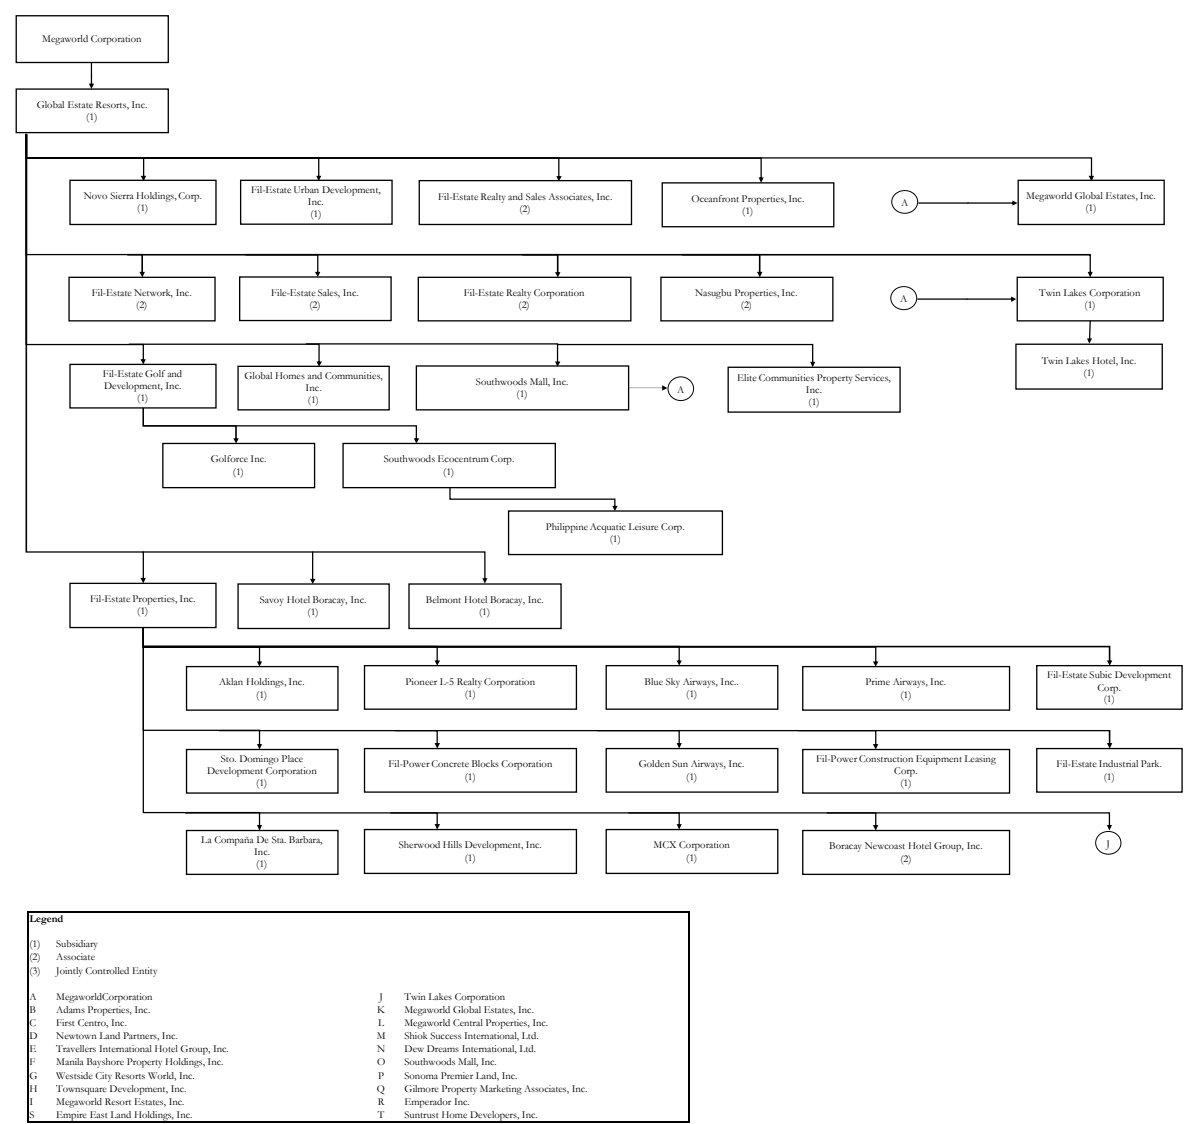 Megaworld Corporation
Global Estate Resorts, Inc.
(1)
Novo Sierra Holdings, Corp.
(1)
Fil-Estate Urban Development,
Inc.
(1)
Fil-Estate Realty and Sales Associates, Inc.
(2)
Oceanfront Properties, Inc.
(1)
A
Megaworld Global Estates, Inc.
(1)
Fil-Estate Network, Inc.
(2)
File-Estate Sales, Inc.
(2)
Fil-Estate Realty Corporation
(2)
Nasugbu Properties, Inc.
(2)
A
Twin Lakes Corporation
(1)
Twin Lakes Hotel, Inc.
(1)
Fil-Estate Golf and
Development, Inc.
(1)
Global Homes and Communities,
Inc.
(1)
Southwoods Mall, Inc.
(1)
A
Elite Communities Property Services,
Inc.
(1)
Golforce Inc.
(1)
Southwoods Ecocentrum Corp.
(1)
Philippine Acquatic Leisure Corp.
(1)
Fil-Estate Properties, Inc.
(1)
Savoy Hotel Boracay, Inc.
(1)
Belmont Hotel Boracay, Inc.
(1)
Aklan Holdings, Inc.
(1)
Pioneer L-5 Realty Corporation
(1)
Blue Sky Airways, Inc..
(1)
Prime Airways, Inc.
(1)
Fil-Estate Subic Development
Corp.
(1)
Sto. Domingo Place
Development Corporation
(1)
Fil-Power Concrete Blocks Corporation
(1)
Golden Sun Airways, Inc.
(1)
Fil-Power Construction Equipment Leasing
Corp.
(1)
Fil-Estate Industrial Park.
(1)
La Compaña De Sta. Barbara,
Inc.
(1)
Sherwood Hills Development, Inc.
(1)
MCX Corporation
(1)
Boracay Newcoast Hotel Group, Inc.
(2)
J
Legend
(1) Subsidiary
(2) Associate
(3) Jointly Controlled Entity
A MegaworldCorporation
B Adams Properties, Inc.
C First Centro, Inc.
D Newtown Land Partners, Inc.
E Travellers International Hotel Group, Inc.
F Manila Bayshore Property Holdings, Inc.
G Westside City Resorts World, Inc.
H Townsquare Development, Inc.
I Megaworld Resort Estates, Inc.
S Empire East Land Holdings, Inc.
J Twin Lakes Corporation
K Megaworld Global Estates, Inc.
L Megaworld Central Properties, Inc.
M Shiok Success International, Ltd.
N Dew Dreams International, Ltd.
O Southwoods Mall, Inc.
P Sonoma Premier Land, Inc.
Q Gilmore Property Marketing Associates, Inc.
R Emperador Inc.
T Suntrust Home Developers, Inc.